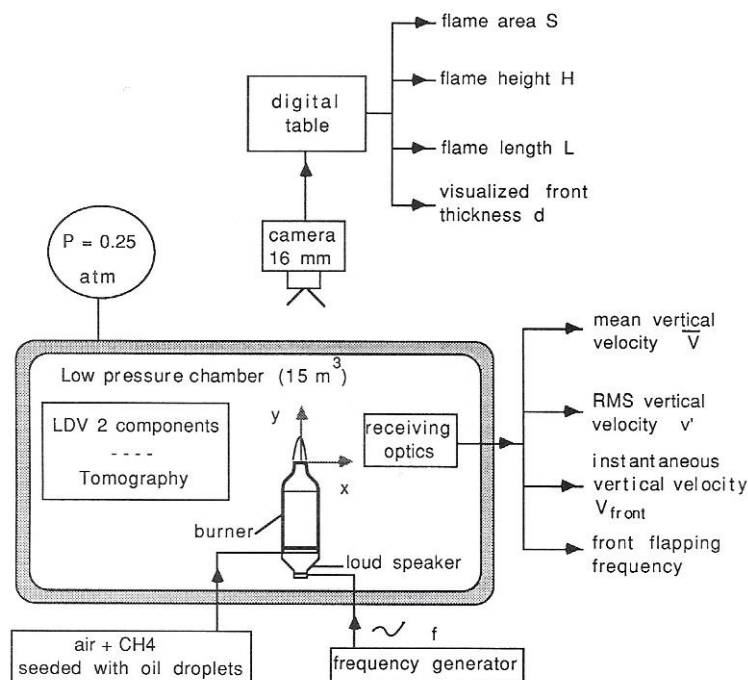 flame area S
flame height H
digital
table
flame length L
visualized front
thickness d
camera
16 mm
P = 0.25
atm
mean vertical
velocity V̅
Low pressure chamber (15 m³)
LDV 2 components
- - - -
Tomography
y
x
receiving
optics
RMS vertical
velocity v'
instantaneous
vertical velocity
V_front
burner
loud speaker
front flapping
frequency
air + CH4
seeded with oil droplets
f
frequency generator